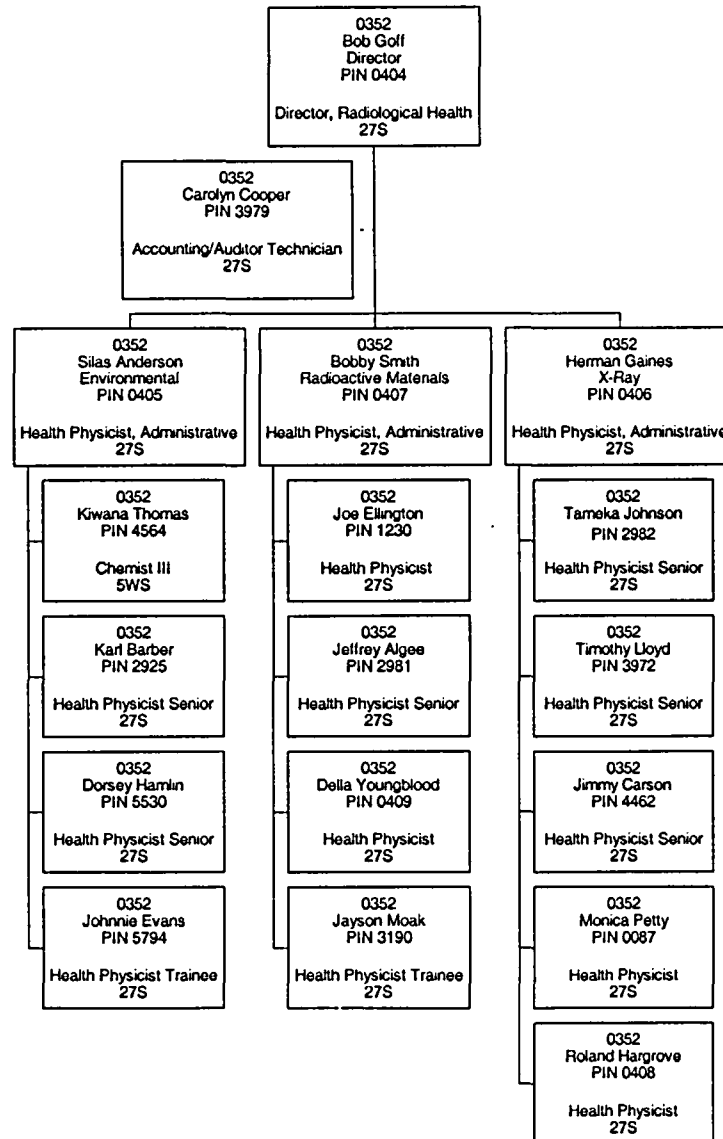 0352
Bob Goff
Director
PIN 0404
Director, Radiological Health
27S
0352
Carolyn Cooper
PIN 3979
Accounting/Auditor Technician
27S
0352
Silas Anderson
Environmental
PIN 0405
Health Physicist, Administrative
27S
0352
Kiwana Thomas
PIN 4564
Chemist III
5WS
0352
Karl Barber
PIN 2925
Health Physicist Senior
27S
0352
Dorsey Hamlin
PIN 5530
Health Physicist Senior
27S
0352
Johnnie Evans
PIN 5794
Health Physicist Trainee
27S
0352
Bobby Smith
Radioactive Materials
PIN 0407
Health Physicist, Administrative
27S
0352
Joe Ellington
PIN 1230
Health Physicist
27S
0352
Jeffrey Algee
PIN 2981
Health Physicist Senior
27S
0352
Della Youngblood
PIN 0409
Health Physicist
27S
0352
Jayson Moak
PIN 3190
Health Physicist Trainee
27S
0352
Herman Gaines
X-Ray
PIN 0406
Health Physicist, Administrative
27S
0352
Tameka Johnson
PIN 2982
Health Physicist Senior
27S
0352
Timothy Lloyd
PIN 3972
Health Physicist Senior
27S
0352
Jimmy Carson
PIN 4462
Health Physicist Senior
27S
0352
Monica Petty
PIN 0087
Health Physicist
27S
0352
Roland Hargrove
PIN 0408
Health Physicist
27S